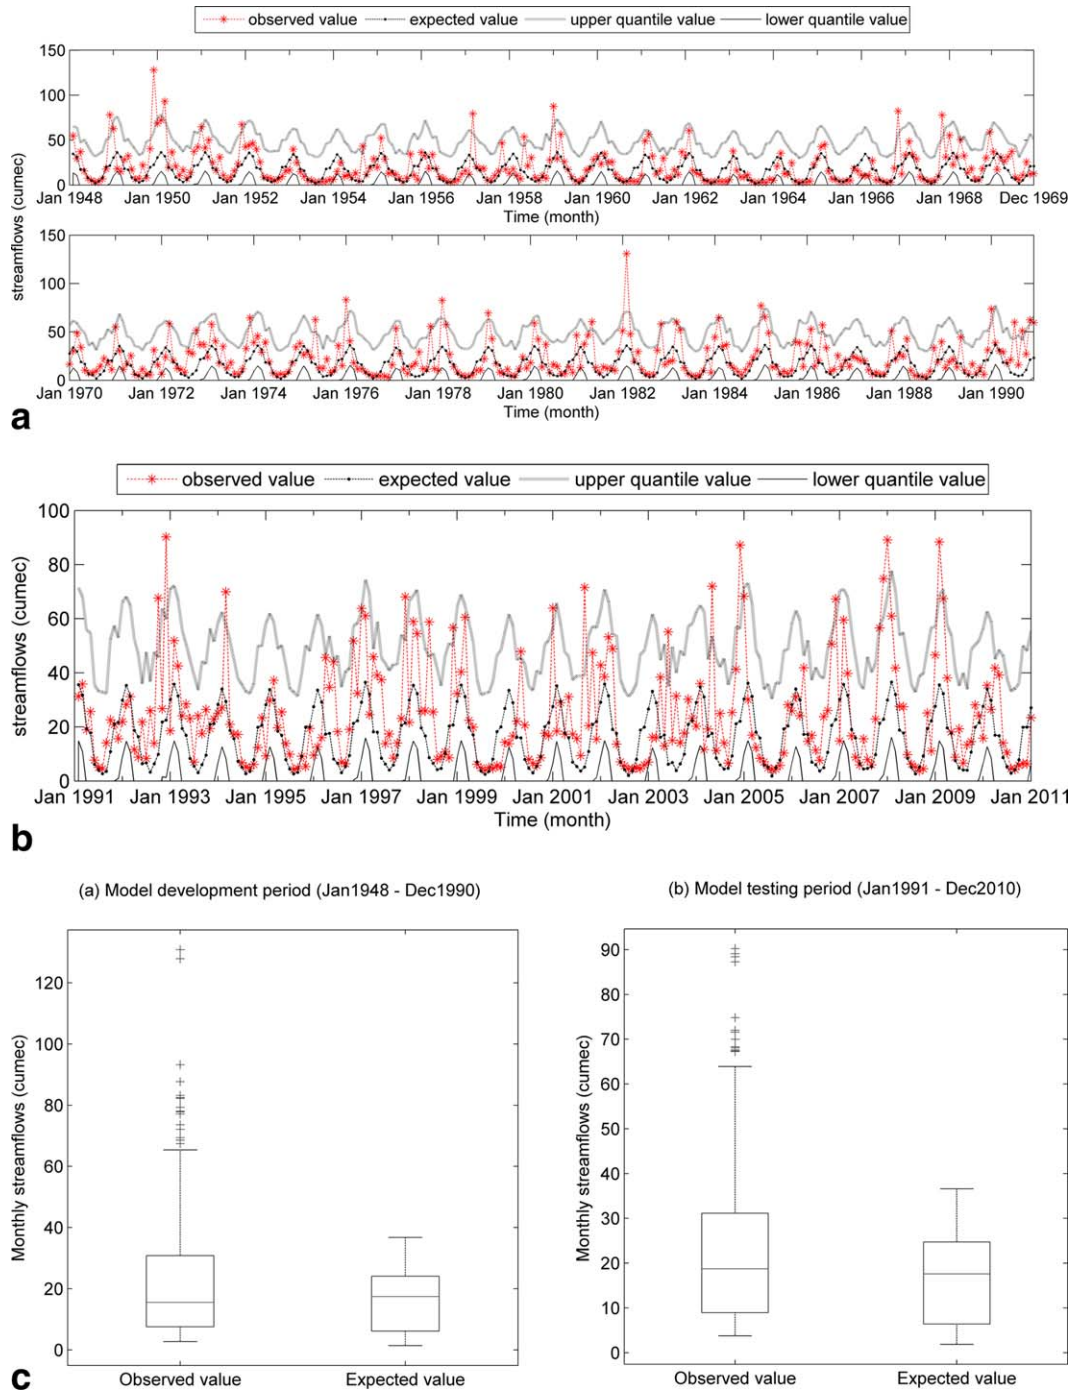 observed value expected value upper quantile value lower quantile value
150
100
50
0
Jan 1948 Jan 1950 Jan 1952 Jan 1954 Jan 1956 Jan 1958 Jan 1960 Jan 1962 Jan 1964 Jan 1966 Jan 1968 Dec 1969
Time (month)
streamflows (cumec)
150
100
50
0
Jan 1970 Jan 1972 Jan 1974 Jan 1976 Jan 1978 Jan 1980 Jan 1982 Jan 1984 Jan 1986 Jan 1988 Jan 1990
Time (month)
a
observed value expected value upper quantile value lower quantile value
100
80
60
40
20
0
streamflows (cumec)
Jan 1991 Jan 1993 Jan 1995 Jan 1997 Jan 1999 Jan 2001 Jan 2003 Jan 2005 Jan 2007 Jan 2009 Jan 2011
Time (month)
b
(a) Model development period (Jan1948 - Dec1990)
120
100
80
60
40
20
0
Monthly streamflows (cumec)
Observed value Expected value
(b) Model testing period (Jan1991 - Dec2010)
90
80
70
60
50
40
30
20
10
0
Monthly streamflows (cumec)
Observed value Expected value
c